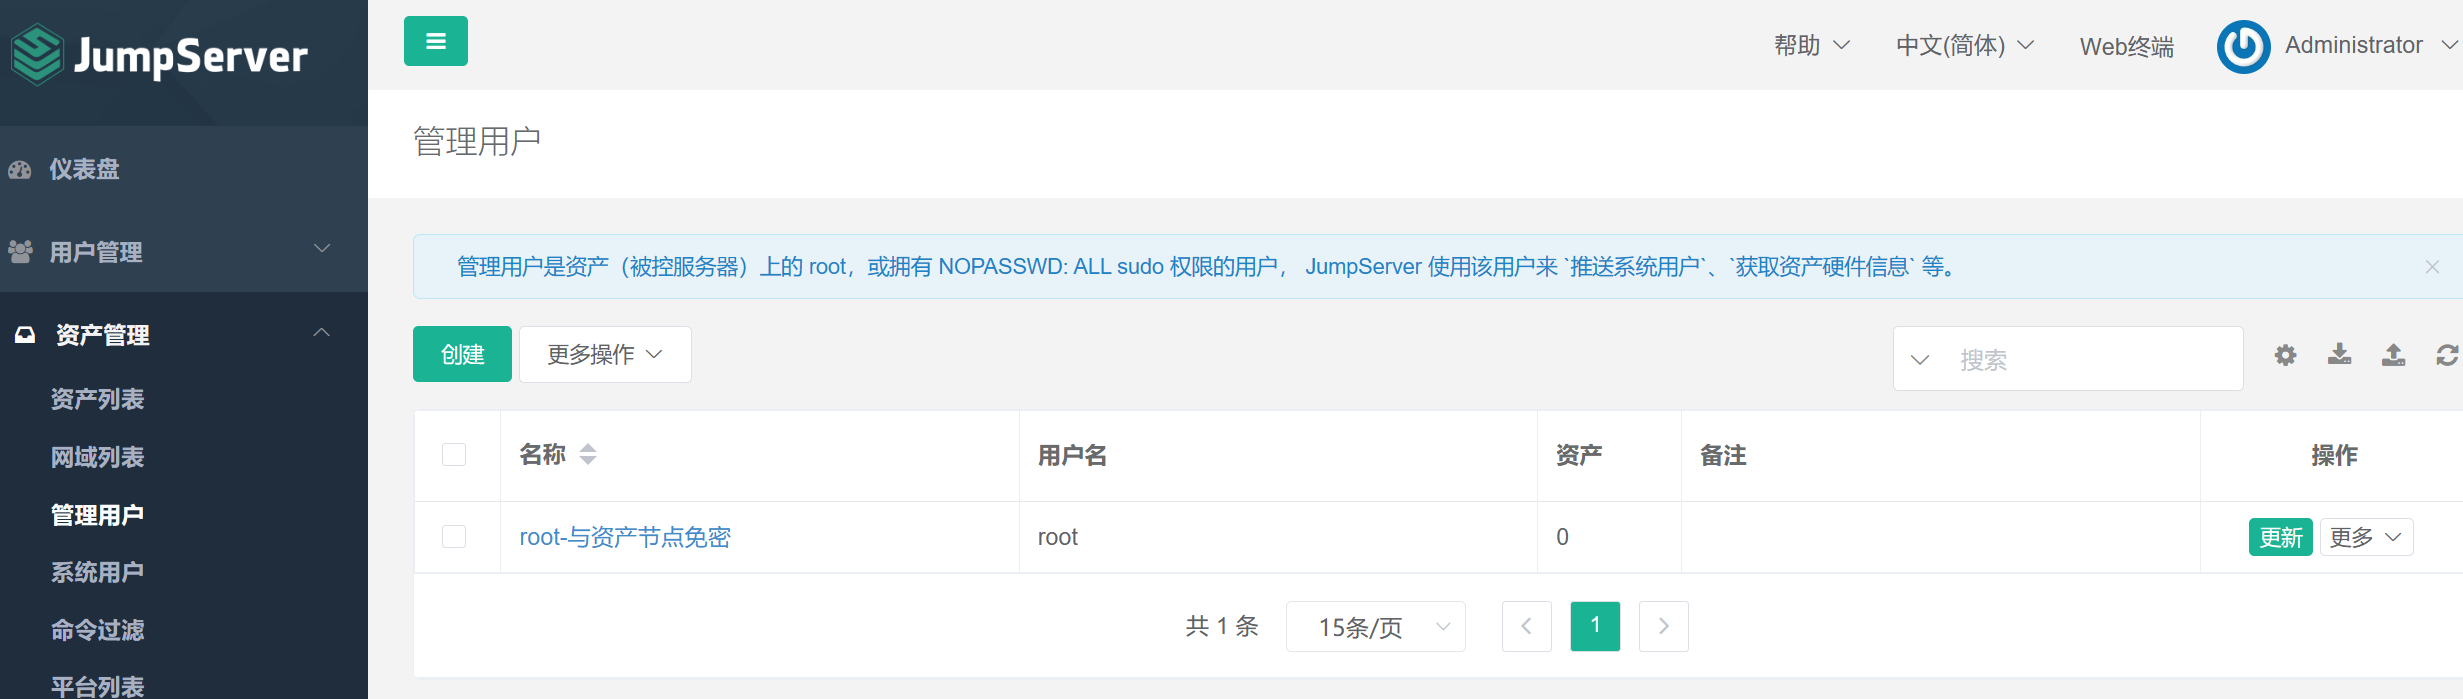 JumpServer
帮助
中文(简体)
Web终端
Administrator
仪表盘
用户管理
资产管理
资产列表
网域列表
管理用户
系统用户
命令过滤
平台列表
管理用户
管理用户是资产（被控服务器）上的 root，或拥有 NOPASSWD: ALL sudo 权限的用户， JumpServer 使用该用户来 `推送系统用户`、`获取资产硬件信息` 等。
创建
更多操作
搜索
名称 用户名 资产 备注 操作
root-与资产节点免密 root 0 更新 更多
共 1 条 15条/页 1